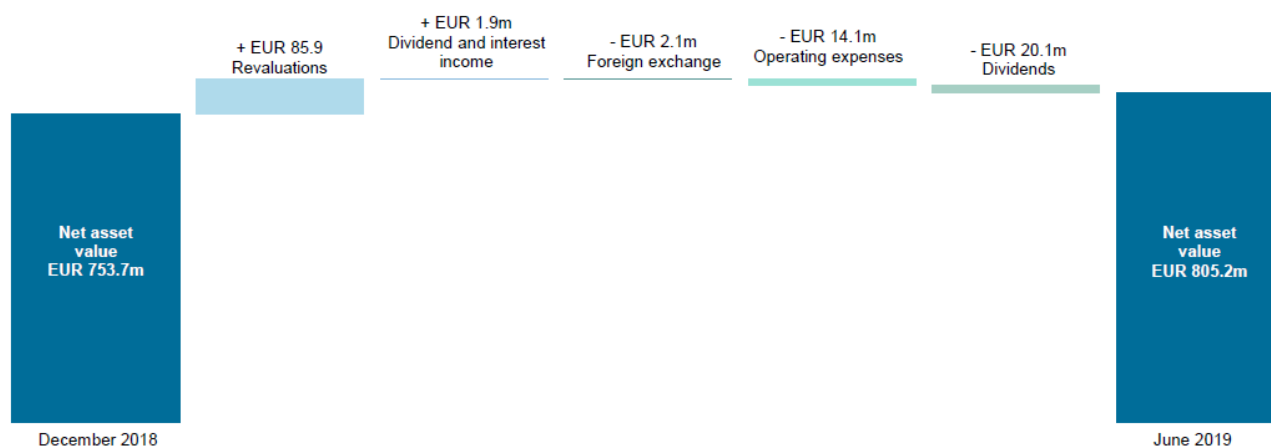 + EUR 85.9
Revaluations
+ EUR 1.9m
Dividend and interest
income
- EUR 2.1m
Foreign exchange
- EUR 14.1m
Operating expenses
- EUR 20.1m
Dividends
Net asset
value
EUR 753.7m
Net asset
value
EUR 805.2m
December 2018
June 2019